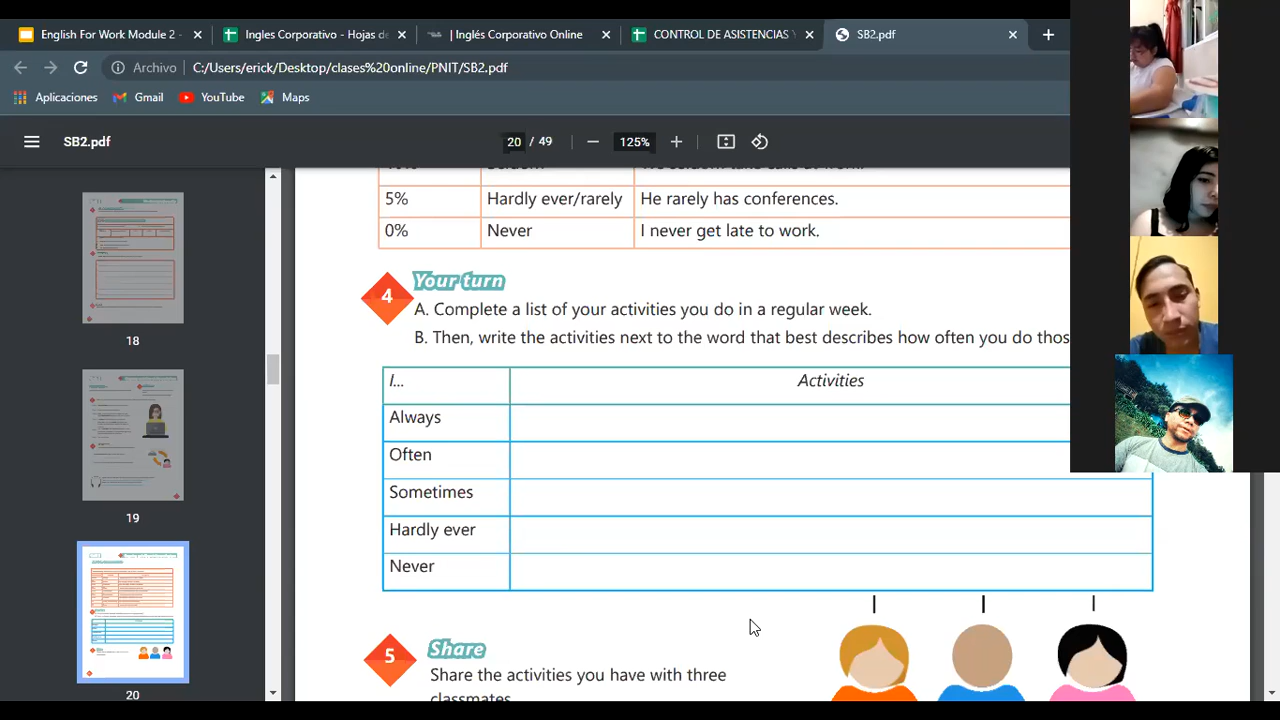 English For Work Module 2 -
Ingles Corporativo - Hojas de
| Inglés Corporativo Online
CONTROL DE ASISTENCIAS Y
SB2.pdf
Archivo | C:/Users/erick/Desktop/clases%20online/PNIT/SB2.pdf
Aplicaciones Gmail YouTube Maps
SB2.pdf
20 / 49
125%
18
19
20
5% Hardly ever/rarely He rarely has conferences.
0% Never I never get late to work.
4 Your turn
A. Complete a list of your activities you do in a regular week.
B. Then, write the activities next to the word that best describes how often you do thos
I... Activities
Always
Often
Sometimes
Hardly ever
Never
5 Share
Share the activities you have with three
classmates